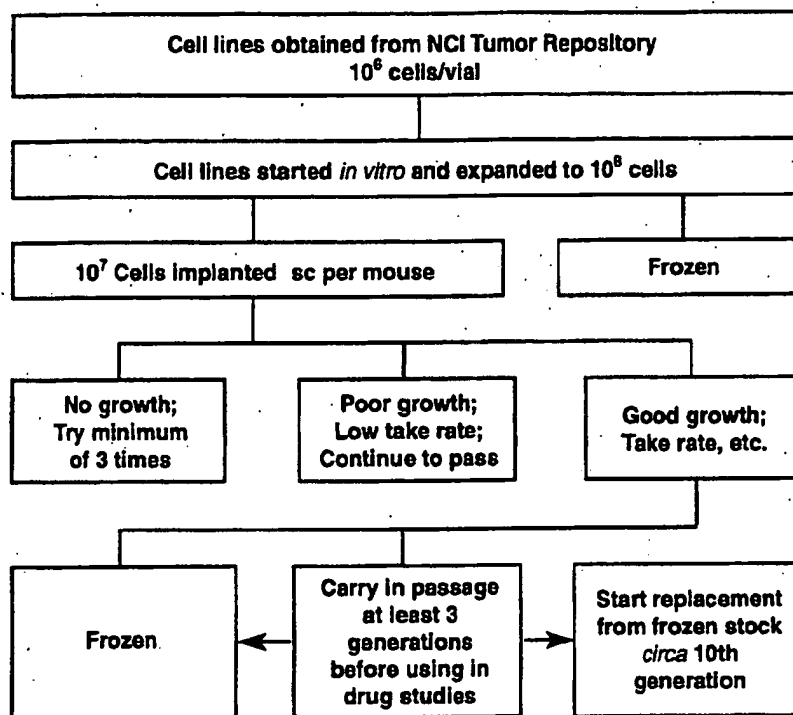 Cell lines obtained from NCI Tumor Repository
10⁶ cells/vial
Cell lines started in vitro and expanded to 10⁸ cells
10⁷ Cells implanted sc per mouse
Frozen
No growth;
Try minimum
of 3 times
Poor growth;
Low take rate;
Continue to pass
Good growth;
Take rate, etc.
Frozen
Carry in passage
at least 3
generations
before using in
drug studies
Start replacement
from frozen stock
circa 10th
generation